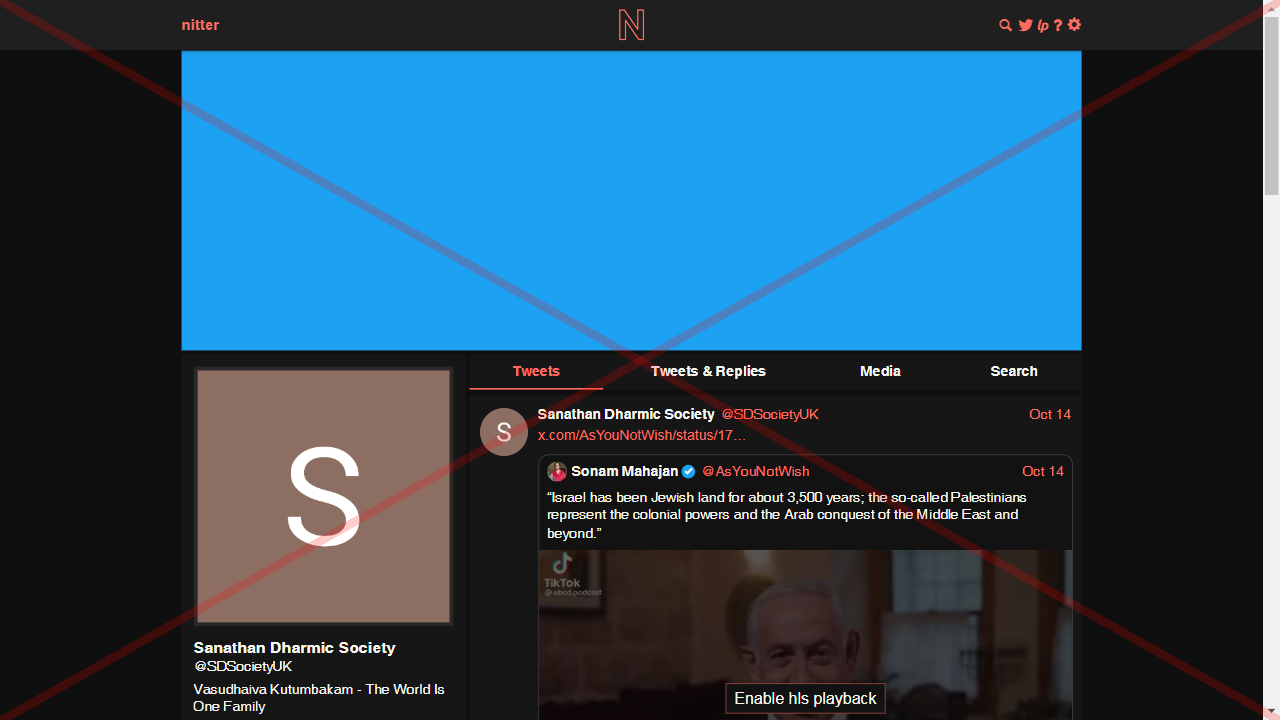 nitter
N
lp ?
Tweets
Tweets & Replies
Media
Search
S
Sanathan Dharmic Society @SDSocietyUK Oct 14
x.com/AsYouNotWish/status/17…
Sonam Mahajan @AsYouNotWish Oct 14
“Israel has been Jewish land for about 3,500 years; the so-called Palestinians
represent the colonial powers and the Arab conquest of the Middle East and
beyond.”
TikTok
@abcd.podcast
Enable hls playback
S
Sanathan Dharmic Society
@SDSocietyUK
Vasudhaiva Kutumbakam - The World Is
One Family